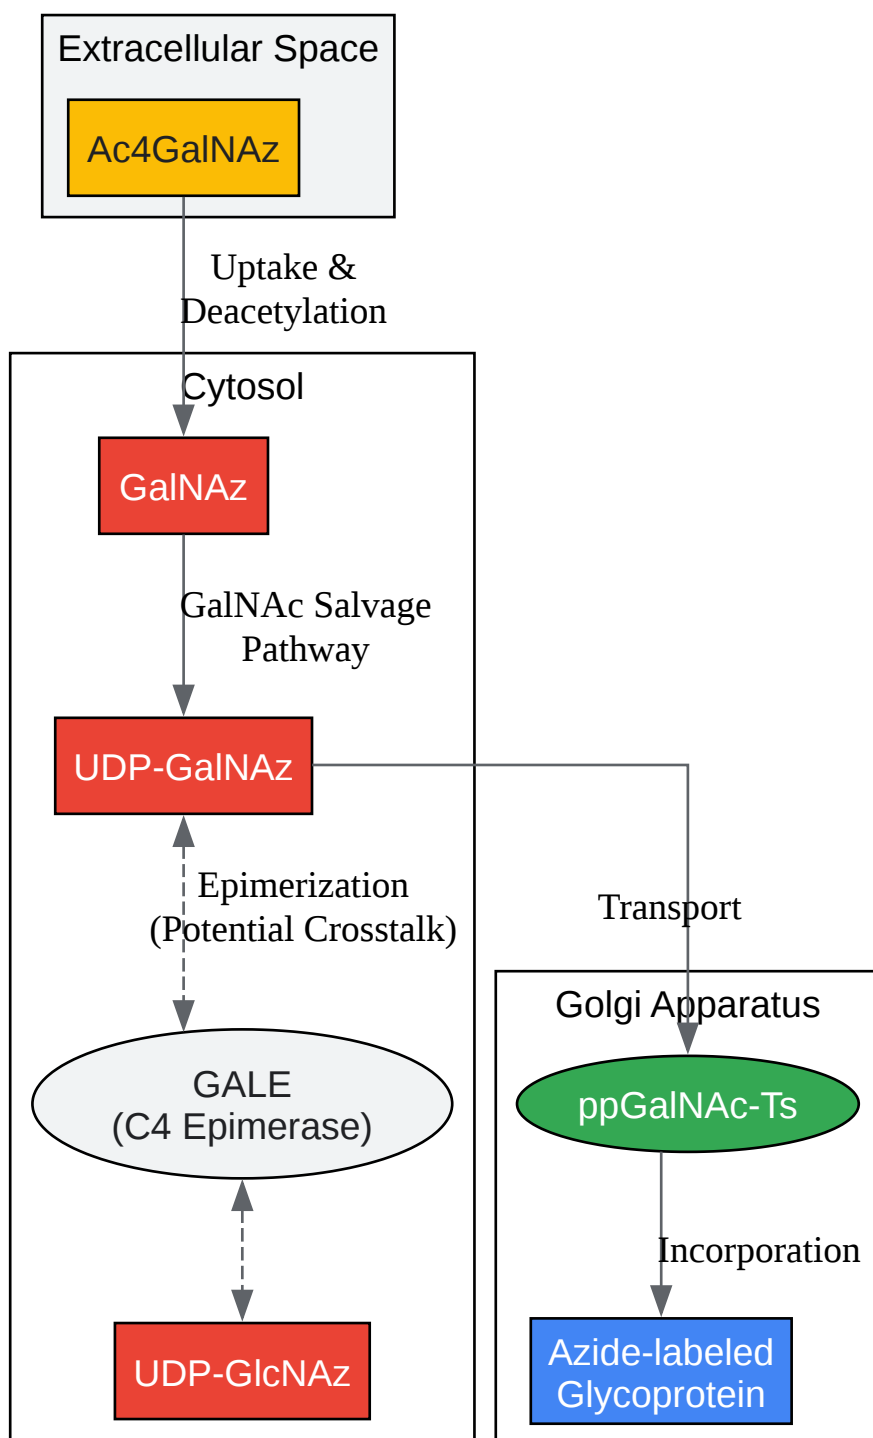 Extracellular Space
Ac4GalNAz
Uptake &
Deacetylation
Cytosol
GalNAz
GalNAc Salvage
Pathway
UDP-GalNAz
Epimerization
(Potential Crosstalk)
Transport
Golgi Apparatus
GALE
(C4 Epimerase)
ppGalNAc-Ts
Incorporation
UDP-GlcNAz
Azide-labeled
Glycoprotein